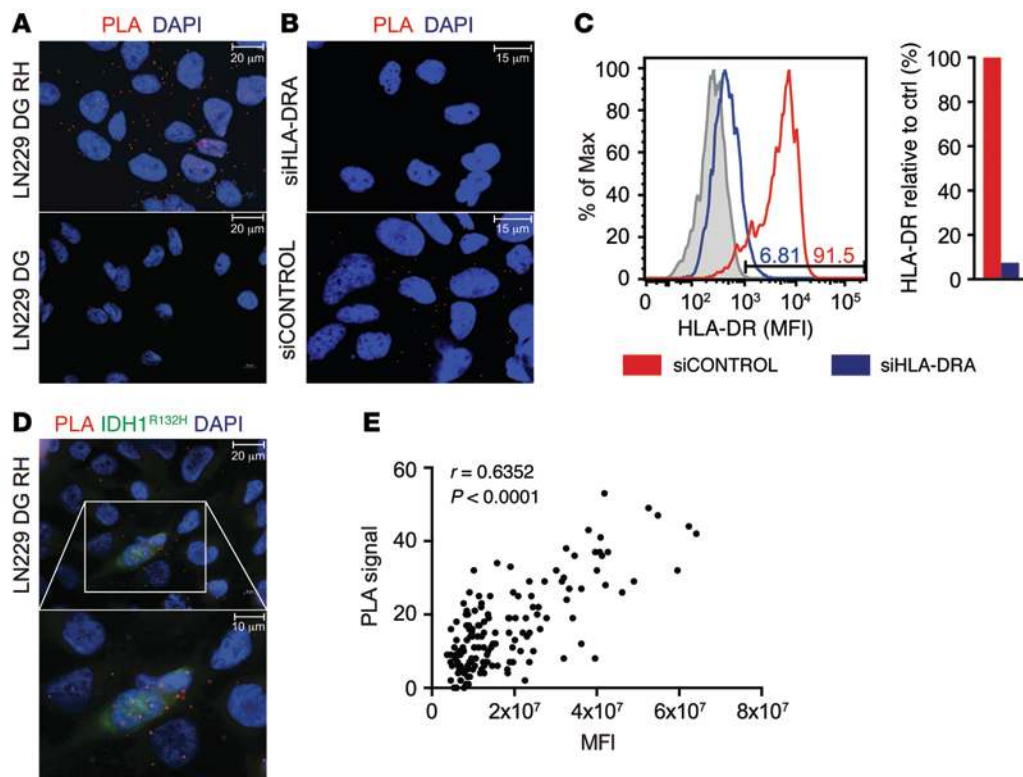 A
PLA DAPI
LN229 DG RH
20 μm
LN229 DG
20 μm
B
PLA DAPI
siHLA-DRA
15 μm
siCONTROL
15 μm
C
% of Max
100
80
60
40
20
0
6.81 91.5
0 10² 10³ 10⁴ 10⁵
HLA-DR (MFI)
HLA-DR relative to ctrl (%)
100
80
60
40
20
0
siCONTROL siHLA-DRA
D
PLA IDH1ᴿ¹³²ᴴ DAPI
LN229 DG RH
20 μm
10 μm
E
r = 0.6352
P < 0.0001
PLA signal
60
40
20
0
0 2x10⁷ 4x10⁷ 6x10⁷ 8x10⁷
MFI